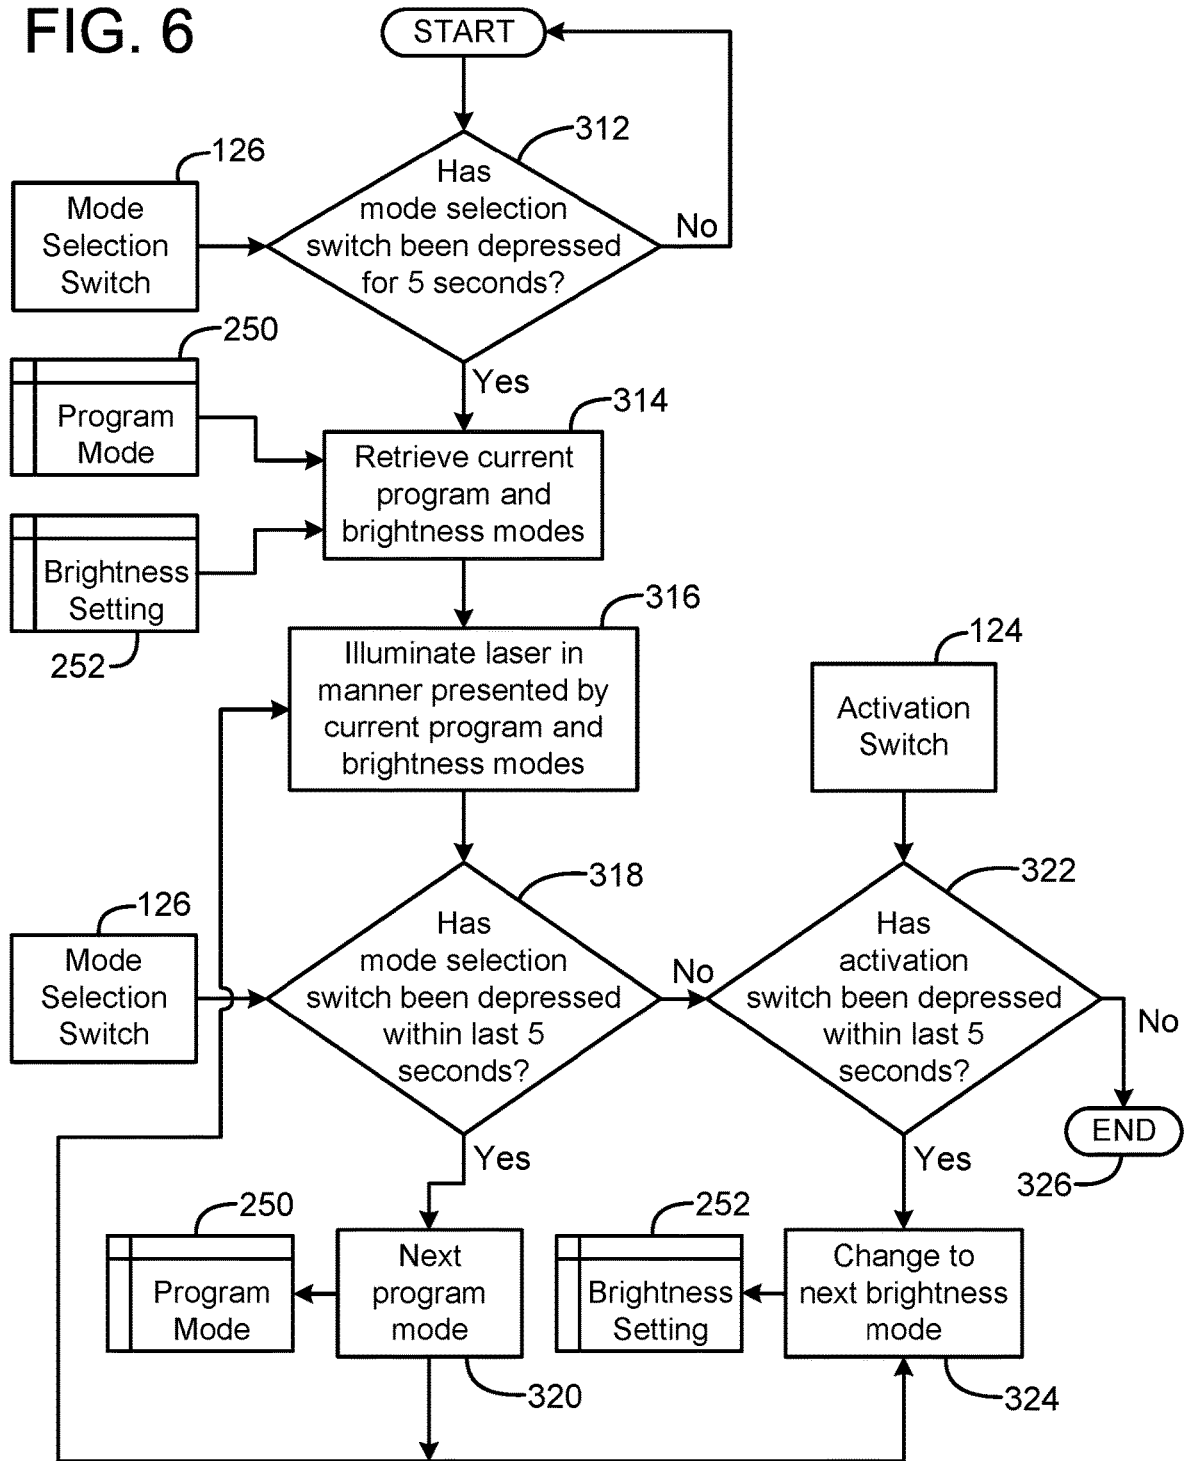 FIG. 6
START
312
126
Has
mode selection
switch been depressed
for 5 seconds?
No
Mode
Selection
Switch
250
Yes
314
Program
Mode
Retrieve current
program and
brightness modes
Brightness
Setting
252
316
Illuminate laser in
manner presented by
current program and
brightness modes
124
Activation
Switch
318
322
126
Mode
Selection
Switch
Has
mode selection
switch been depressed
within last 5
seconds?
No
Has
activation
switch been depressed
within last 5
seconds?
No
END
326
Yes
Yes
250
252
Program
Mode
Next
program
mode
Brightness
Setting
Change to
next brightness
mode
320
324